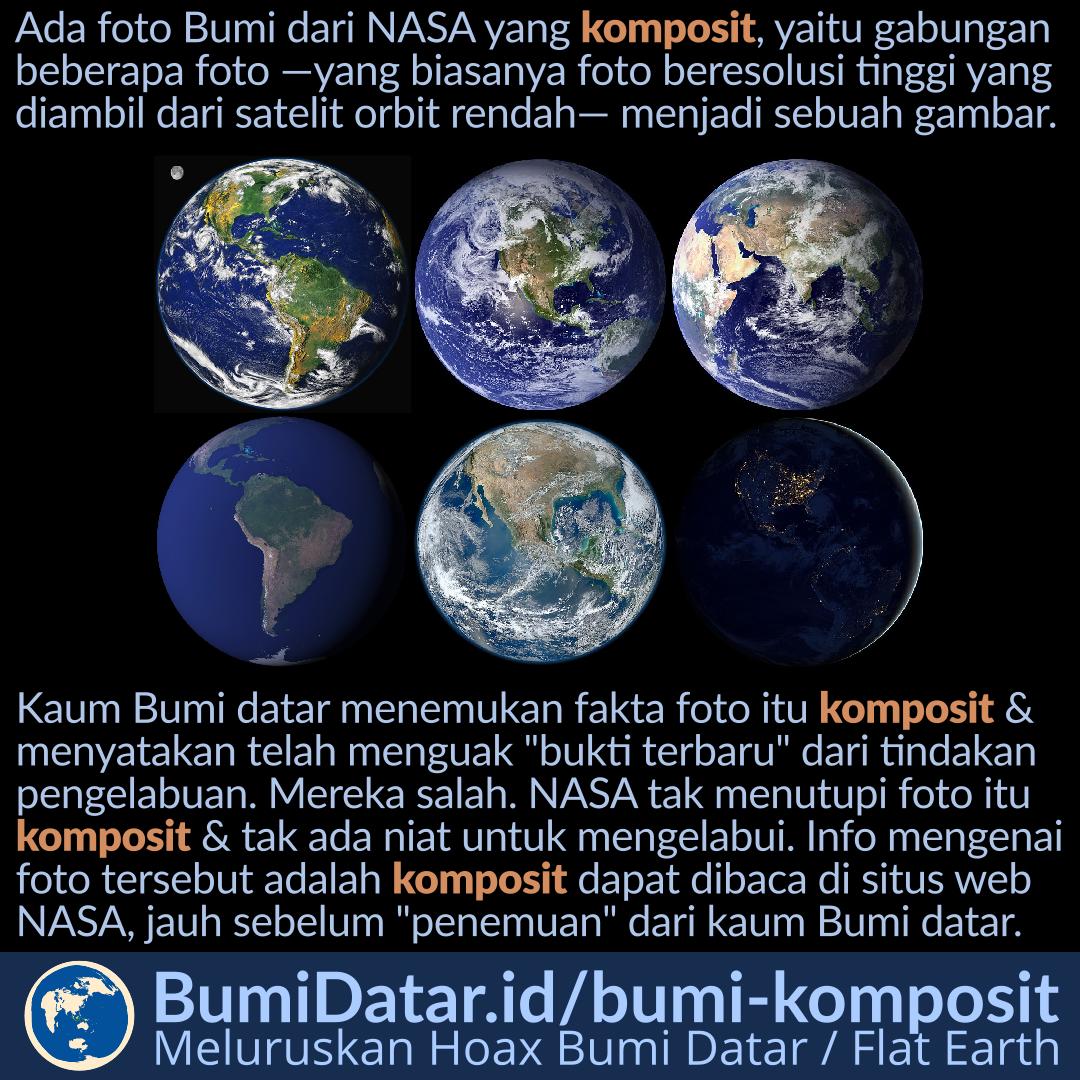 Ada foto Bumi dari NASA yang komposit, yaitu gabungan
beberapa foto —yang biasanya foto beresolusi tinggi yang
diambil dari satelit orbit rendah— menjadi sebuah gambar.
Kaum Bumi datar menemukan fakta foto itu komposit &
menyatakan telah menguak "bukti terbaru" dari tindakan
pengelabuan. Mereka salah. NASA tak menutupi foto itu
komposit & tak ada niat untuk mengelabui. Info mengenai
foto tersebut adalah komposit dapat dibaca di situs web
NASA, jauh sebelum "penemuan" dari kaum Bumi datar.
BumiDatar.id/bumi-komposit
Meluruskan Hoax Bumi Datar / Flat Earth